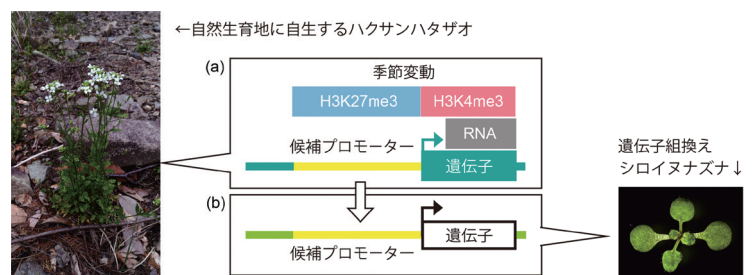 ←自然生育地に自生するハクサンハタザオ
(a)
季節変動
H3K27me3
H3K4me3
RNA
候補プロモーター
遺伝子
遺伝子組換え
シロイヌナズナ↓
(b)
遺伝子
候補プロモーター